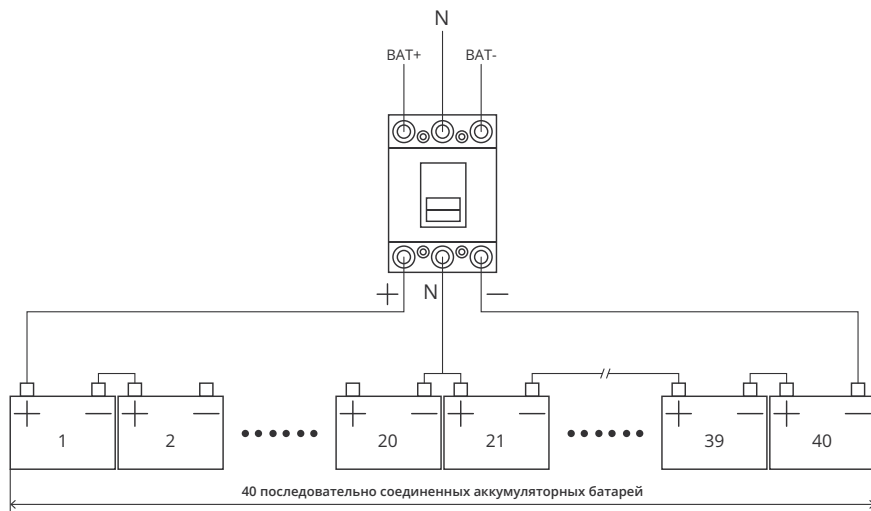 N
BAT+ BAT-
+ N —
+ — + — + — + — + — + —
1 2 20 21 39 40
40 последовательно соединенных аккумуляторных батарей